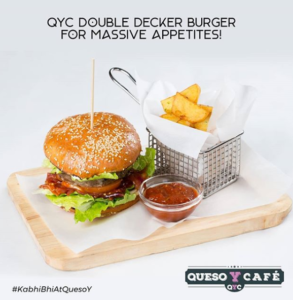 QYC DOUBLE DECKER BURGER
FOR MASSIVE APPETITES!
#KabhiBhiAtQuesoY
QUESO Y CAFÉ
QYC